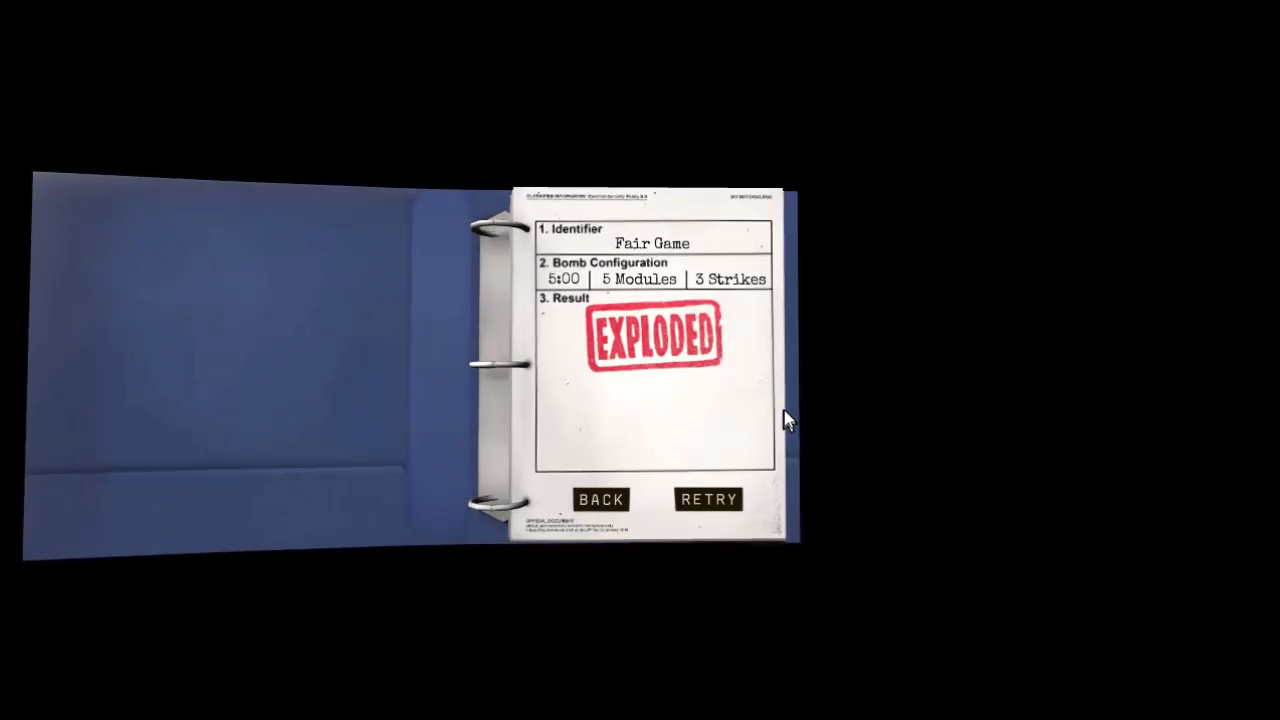 1. Identifier
Fair Game
2. Bomb Configuration
5:00 5 Modules 3 Strikes
3. Result
EXPLODED
BACK RETRY